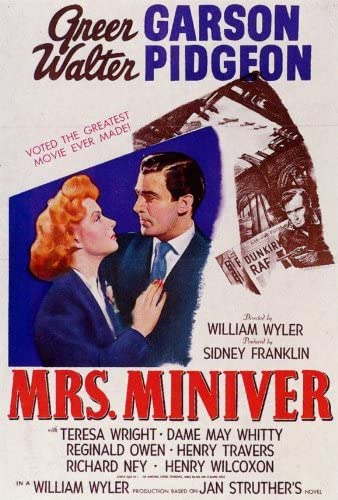 Greer GARSON
Walter PIDGEON
VOTED THE GREATEST
MOVIE EVER MADE!
DUNKIRK
RAF
Directed by
WILLIAM WYLER
Produced by
SIDNEY FRANKLIN
MRS. MINIVER
with TERESA WRIGHT · DAME MAY WHITTY
REGINALD OWEN · HENRY TRAVERS
RICHARD NEY · HENRY WILCOXON
IN A WILLIAM WYLER PRODUCTION BASED ON JAN STRUTHER'S NOVEL